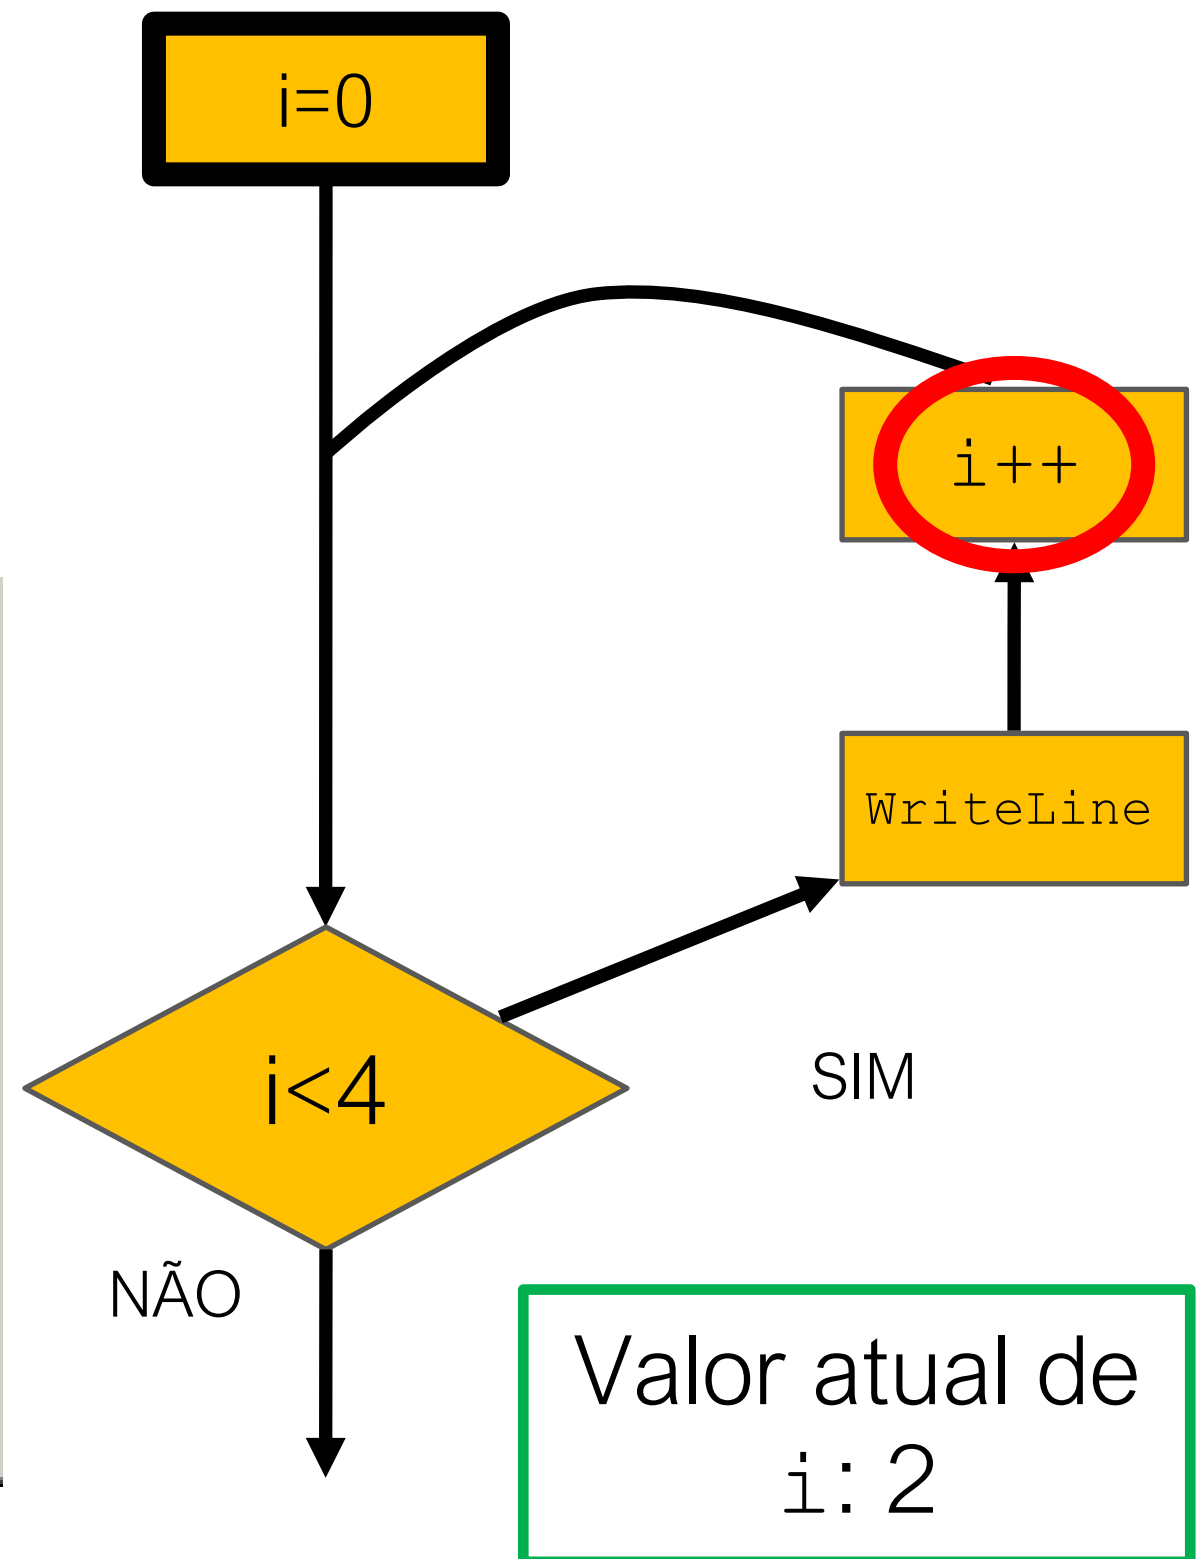 i=0
i++
WriteLine
i<4
SIM
NÃO
Valor atual de
i: 2